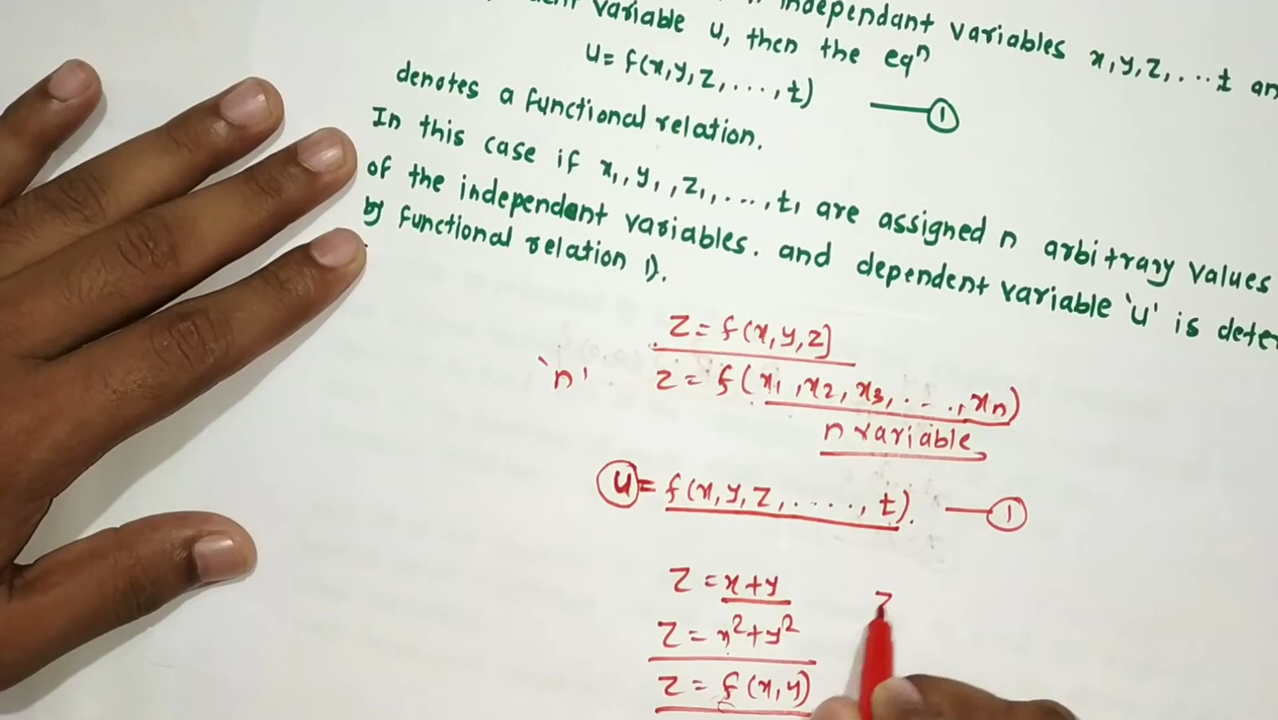 independant variables x, y, z, ... t an
variable u, then the eqn
u = f(x, y, z, ...., t) ——①
denotes a functional relation.
In this case if x₁, y₁, z₁, ...., t₁ are assigned n arbitrary values
of the independant variables. and dependent variable 'u' is dete
by functional relation 1).
z = f(x, y, z)
'n' z = f(x₁, x₂, x₃, ...., xn)
n variable
u = f(x, y, z, ....., t). ——①
z = x+y z
z = x²+y²
z = f(x, y)